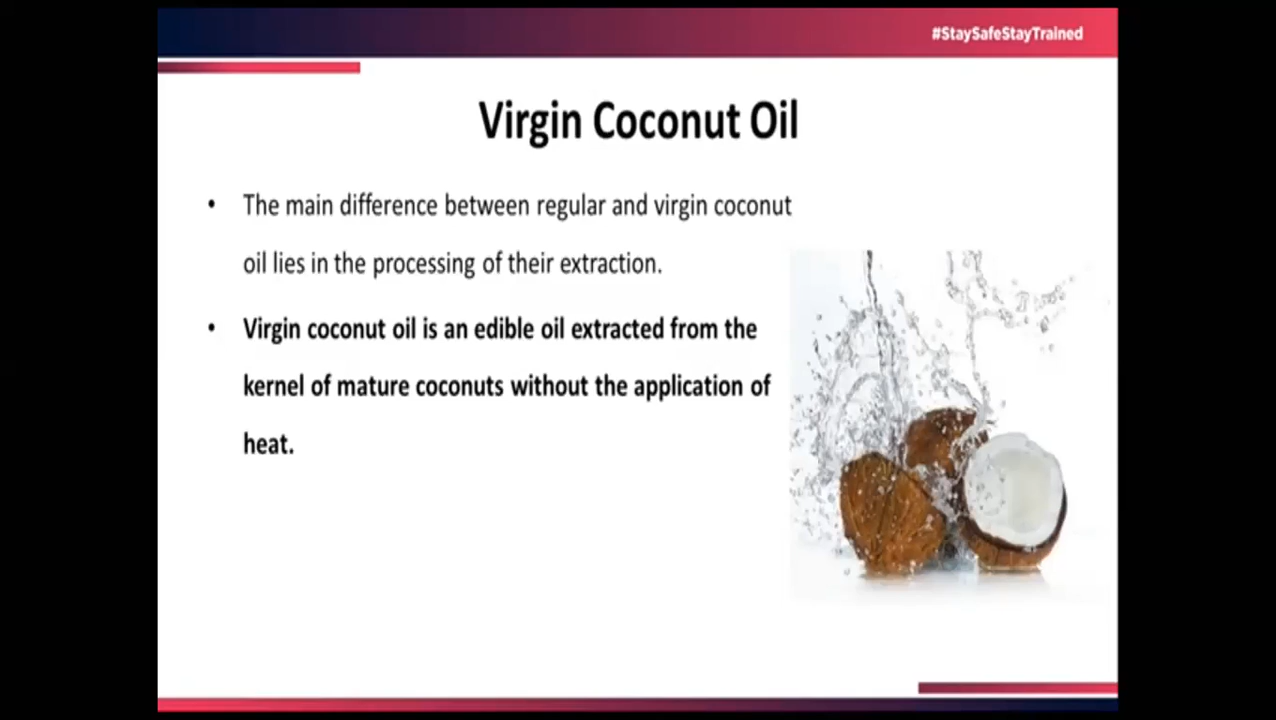 #StaySafeStayTrained
Virgin Coconut Oil
• The main difference between regular and virgin coconut
oil lies in the processing of their extraction.
• Virgin coconut oil is an edible oil extracted from the
kernel of mature coconuts without the application of
heat.